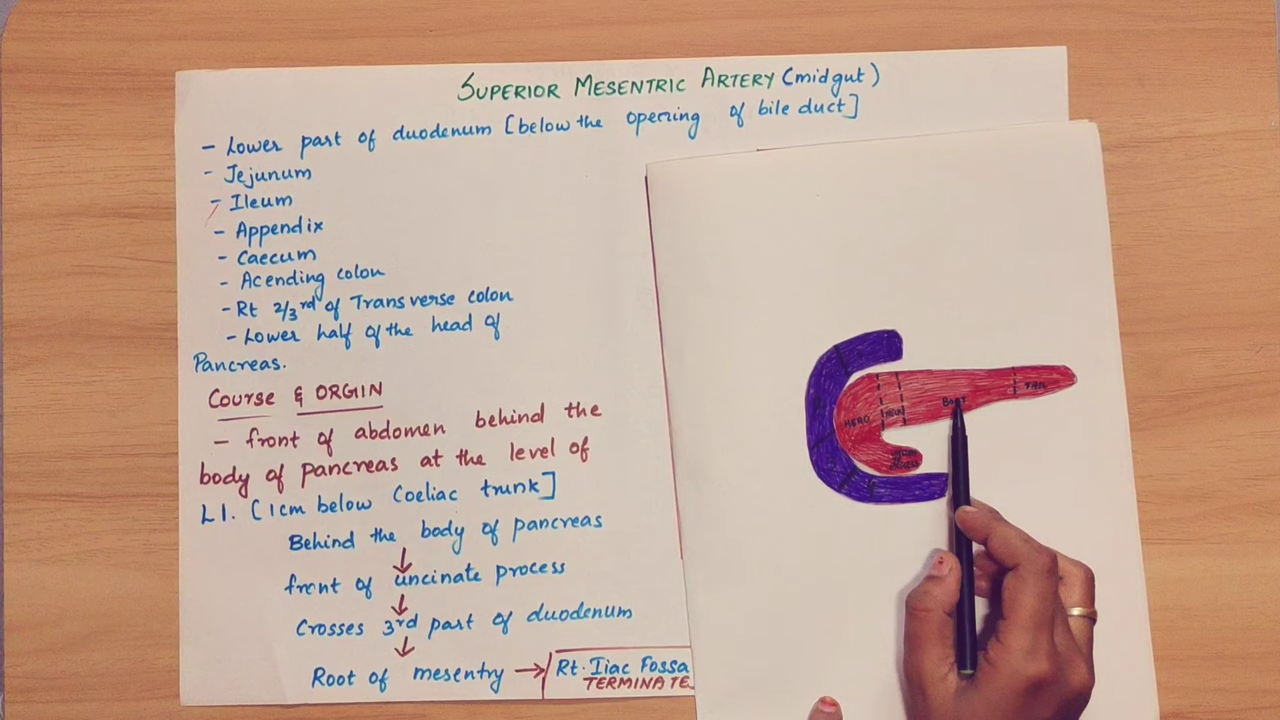 SUPERIOR MESENTRIC ARTERY (midgut)
- Lower part of duodenum [below the opening of bile duct]
- Jejunum
- Ileum
- Appendix
- Caecum
- Acending colon
- Rt 2/3rd of Transverse colon
- Lower half of the head of
Pancreas.
Course & ORGIN
- front of abdomen behind the
body of pancreas at the level of
L1. [1cm below Coeliac trunk]
Behind the body of pancreas
↓
front of uncinate process
↓
Crosses 3rd part of duodenum
↓
Root of mesentry → Rt. Iiac Fossa
TERMINATE
TAIL
HEAD
NECK